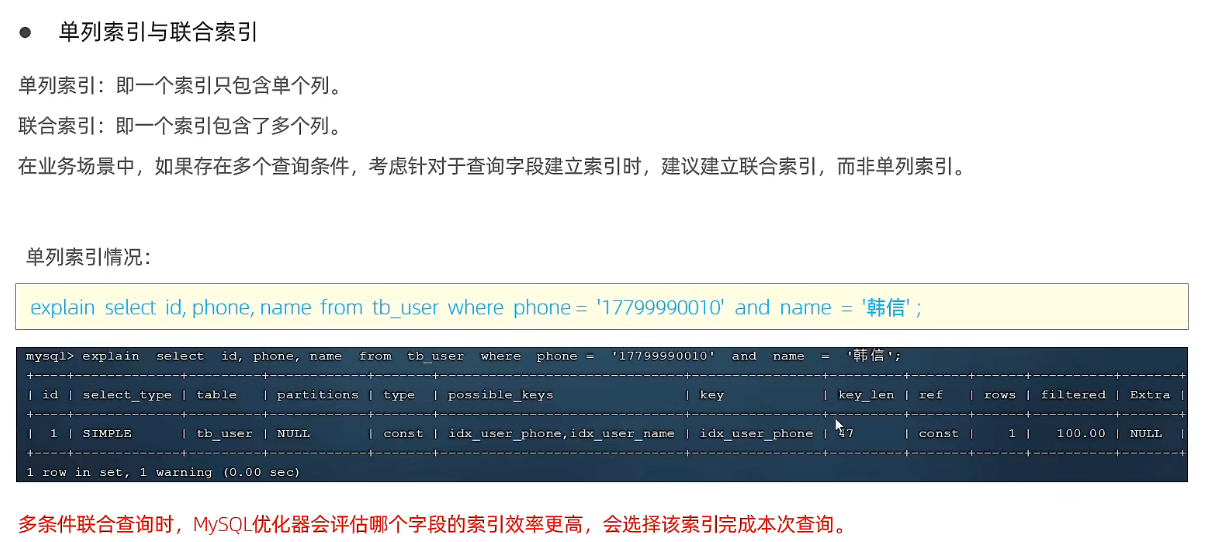 ● 单列索引与联合索引
单列索引：即一个索引只包含单个列。
联合索引：即一个索引包含了多个列。
在业务场景中，如果存在多个查询条件，考虑针对于查询字段建立索引时，建议建立联合索引，而非单列索引。
单列索引情况：
explain select id, phone, name from tb_user where phone = '17799990010' and name = '韩信' ;
mysql> explain select id, phone, name from tb_user where phone = '17799990010' and name = '韩信';
+----+-------------+---------+------------+-------+------------------------------+----------------+---------+-------+------+----------+-------+
| id | select_type | table | partitions | type | possible_keys | key | key_len | ref | rows | filtered | Extra |
+----+-------------+---------+------------+-------+------------------------------+----------------+---------+-------+------+----------+-------+
| 1 | SIMPLE | tb_user | NULL | const | idx_user_phone,idx_user_name | idx_user_phone | 47 | const | 1 | 100.00 | NULL |
+----+-------------+---------+------------+-------+------------------------------+----------------+---------+-------+------+----------+-------+
1 row in set, 1 warning (0.00 sec)
多条件联合查询时，MySQL优化器会评估哪个字段的索引效率更高，会选择该索引完成本次查询。